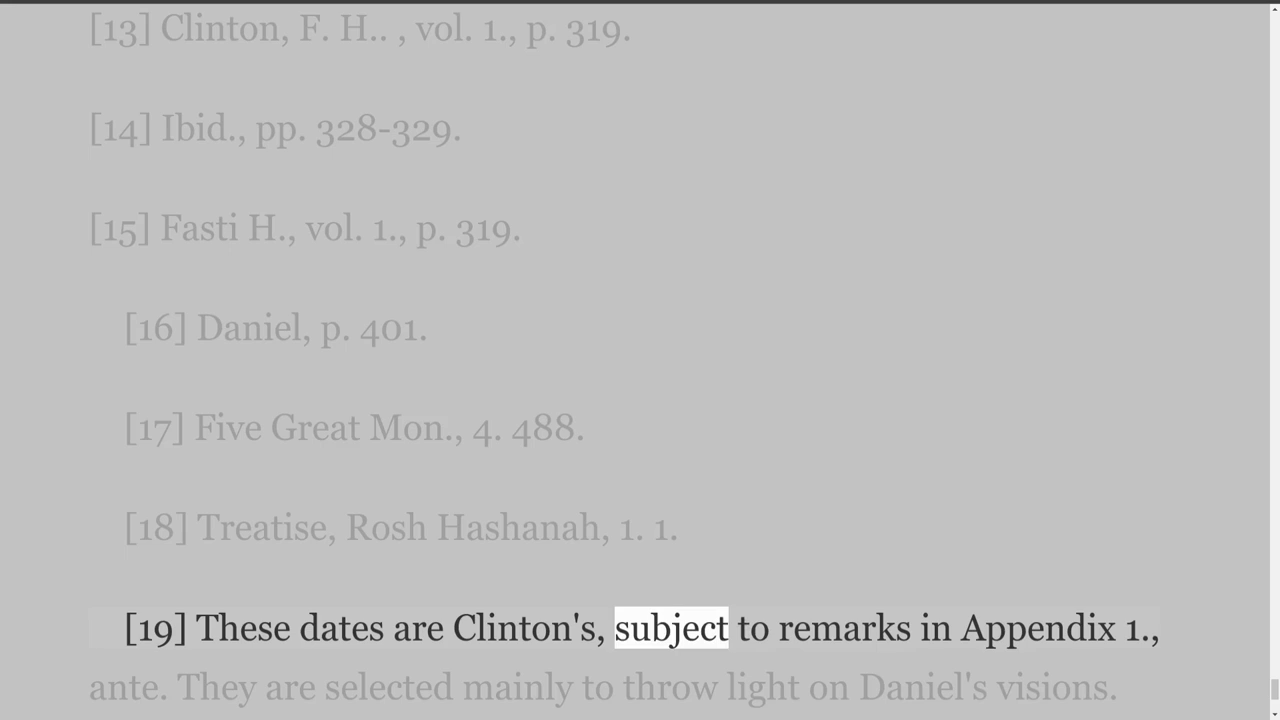 [13] Clinton, F. H.. , vol. 1., p. 319.
[14] Ibid., pp. 328-329.
[15] Fasti H., vol. 1., p. 319.
[16] Daniel, p. 401.
[17] Five Great Mon., 4. 488.
[18] Treatise, Rosh Hashanah, 1. 1.
[19] These dates are Clinton's, subject to remarks in Appendix 1.,
ante. They are selected mainly to throw light on Daniel's visions.